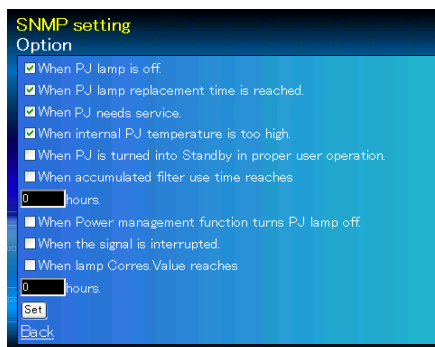 SNMP setting
Option
When PJ lamp is off.
When PJ lamp replacement time is reached.
When PJ needs service.
When internal PJ temperature is too high.
When PJ is turned into Standby in proper user operation.
When accumulated filter use time reaches
0 hours.
When Power management function turns PJ lamp off.
When the signal is interrupted.
When lamp Corres.Value reaches
0 hours.
Set
Back